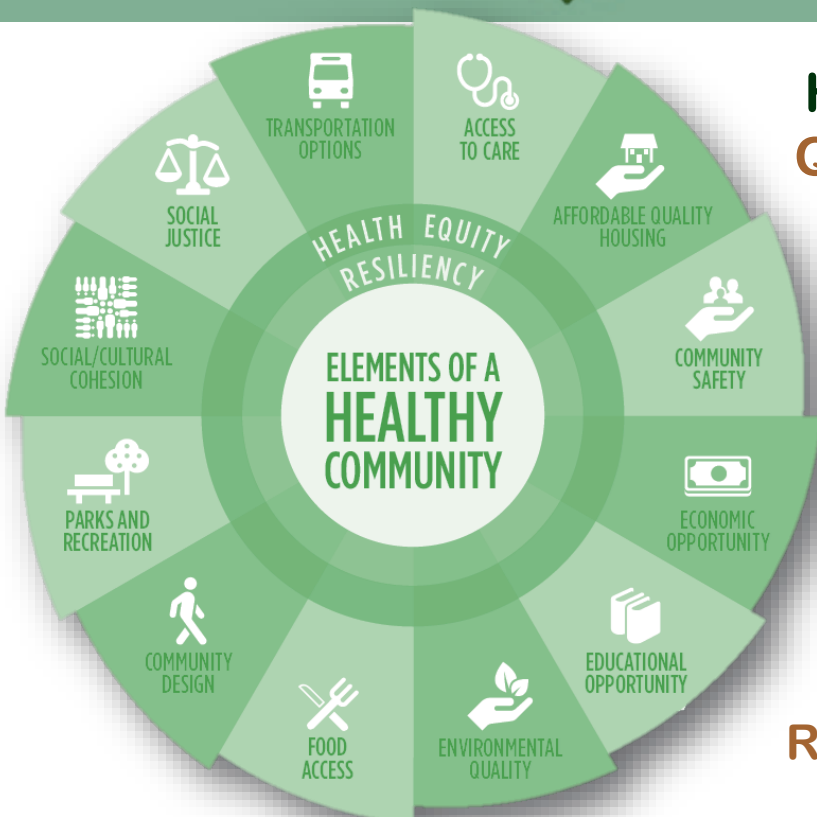 TRANSPORTATION
OPTIONS
ACCESS
TO CARE
AFFORDABLE QUALITY
HOUSING
COMMUNITY
SAFETY
ECONOMIC
OPPORTUNITY
EDUCATIONAL
OPPORTUNITY
ENVIRONMENTAL
QUALITY
FOOD
ACCESS
COMMUNITY
DESIGN
PARKS AND
RECREATION
SOCIAL/CULTURAL
COHESION
SOCIAL
JUSTICE
HEALTH EQUITY
RESILIENCY
ELEMENTS OF A
HEALTHY
COMMUNITY
Q
R